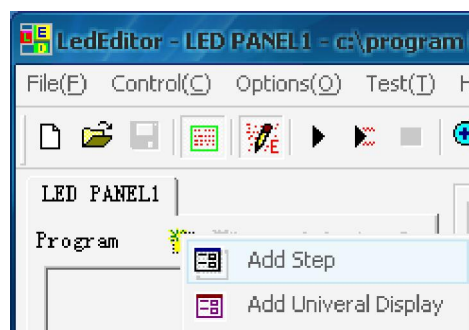 LedEditor - LED PANEL1 - c:\program
File(F) Control(C) Options(O) Test(T) H
LED PANEL1
Program
Add Step
Add Univeral Display